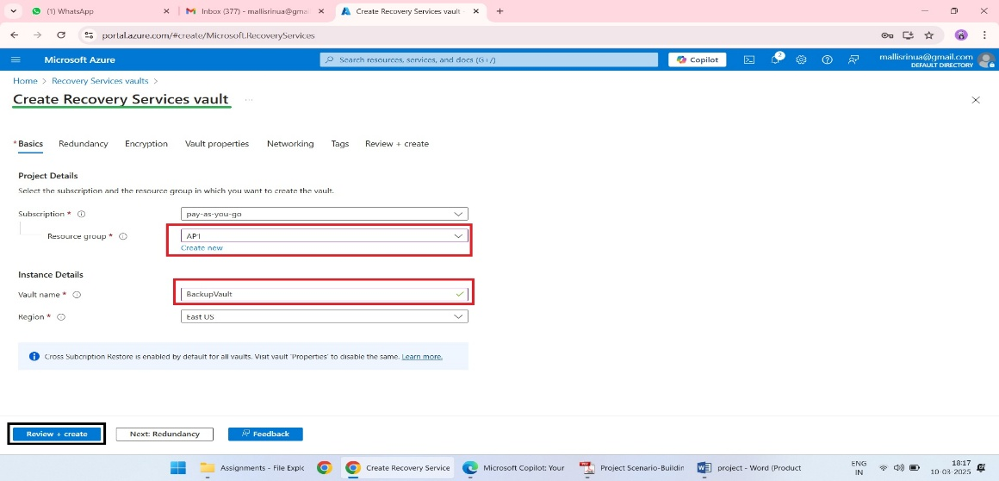 (1) WhatsApp
Inbox (377) - mallisrinua@gmai
Create Recovery Services vault -
portal.azure.com/#create/Microsoft.RecoveryServices
Microsoft Azure
Search resources, services, and docs (G+/)
Copilot
2
mallisrinua@gmail.com
DEFAULT DIRECTORY
Home > Recovery Services vaults >
Create Recovery Services vault ...
* Basics Redundancy Encryption Vault properties Networking Tags Review + create
Project Details
Select the subscription and the resource group in which you want to create the vault.
Subscription * pay-as-you-go
Resource group * AP1
Create new
Instance Details
Vault name * BackupVault
Region * East US
Cross Subcription Restore is enabled by default for all vaults. Visit vault 'Properties' to disable the same. Learn more.
Review + create Next: Redundancy Feedback
Assignments - File Explo
Create Recovery Service
Microsoft Copilot: Your
Project Scenario-Buildin
project - Word (Product
ENG
IN
18:17
10-03-2025